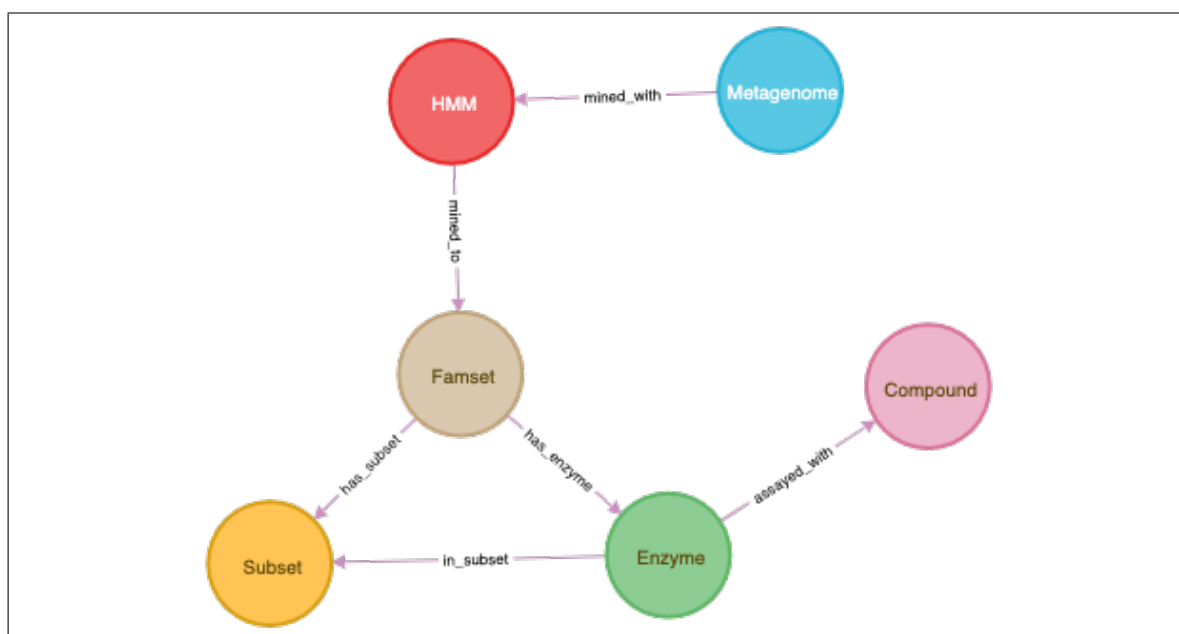 HMM
mined_with
Metagenome
mined_to
Famset
Compound
has_subset
has_enzyme
assayed_with
Subset
in_subset
Enzyme